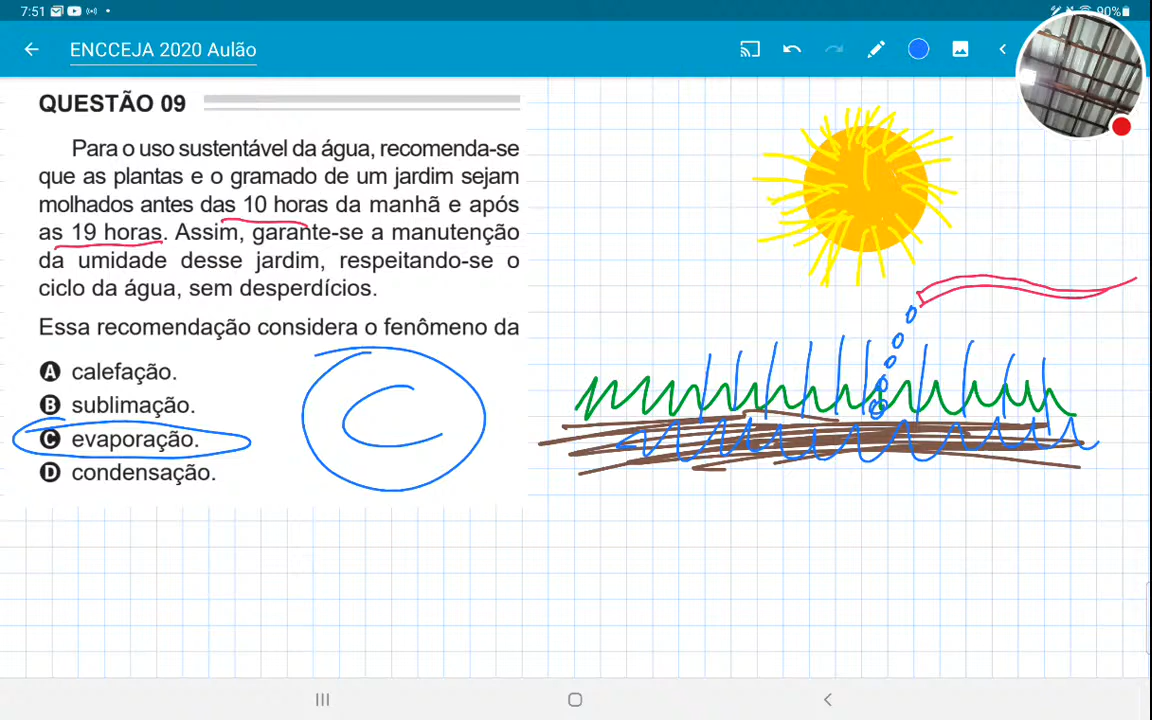 7:51
90%
ENCCEJA 2020 Aulão
QUESTÃO 09
Para o uso sustentável da água, recomenda-se
que as plantas e o gramado de um jardim sejam
molhados antes das 10 horas da manhã e após
as 19 horas. Assim, garante-se a manutenção
da umidade desse jardim, respeitando-se o
ciclo da água, sem desperdícios.
Essa recomendação considera o fenômeno da
A calefação.
B sublimação.
C evaporação.
D condensação.
C